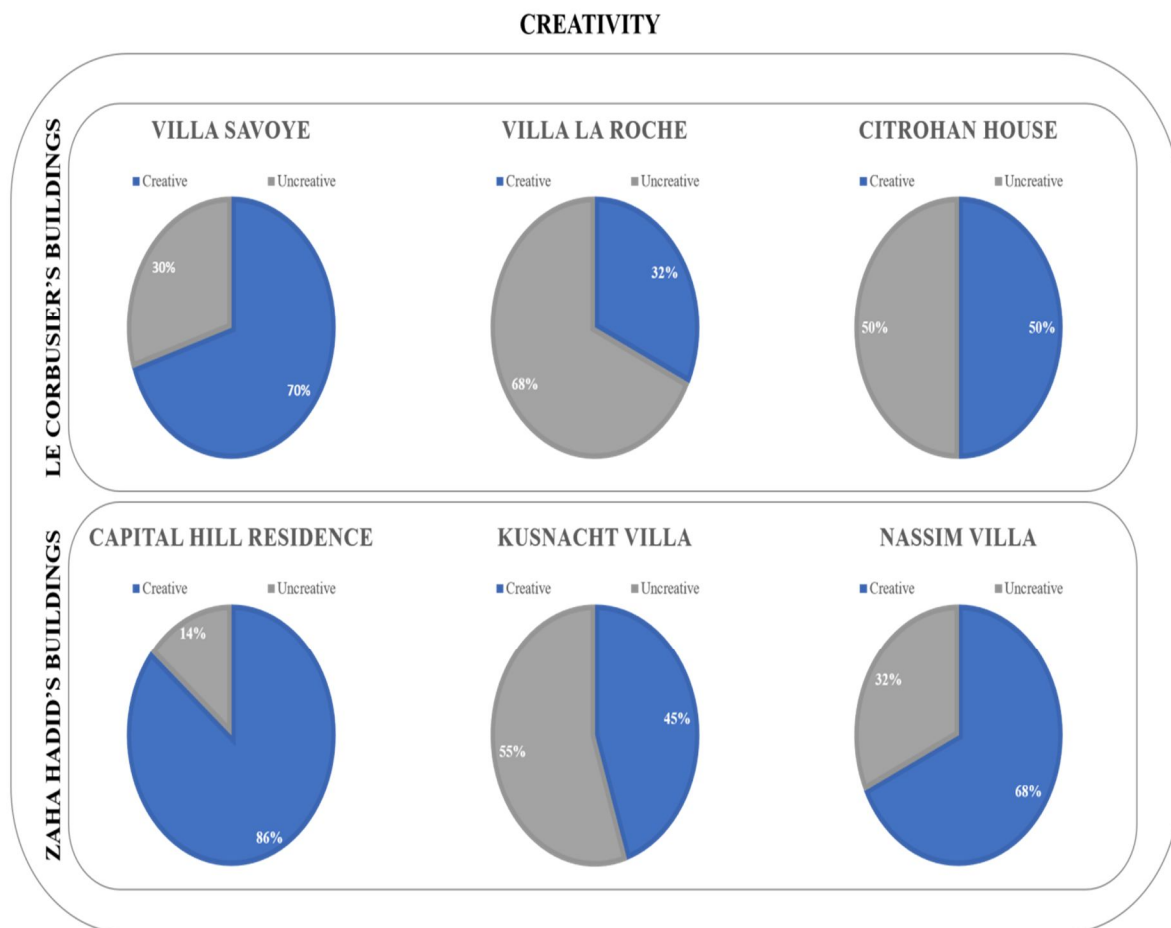 CREATIVITY
LE CORBUSIER'S BUILDINGS
VILLA SAVOYE
Creative Uncreative
30%
70%
VILLA LA ROCHE
Creative Uncreative
32%
68%
CITROHAN HOUSE
Creative Uncreative
50%
50%
ZAHA HADID'S BUILDINGS
CAPITAL HILL RESIDENCE
Creative Uncreative
14%
86%
KUSNACHT VILLA
Creative Uncreative
45%
55%
NASSIM VILLA
Creative Uncreative
32%
68%